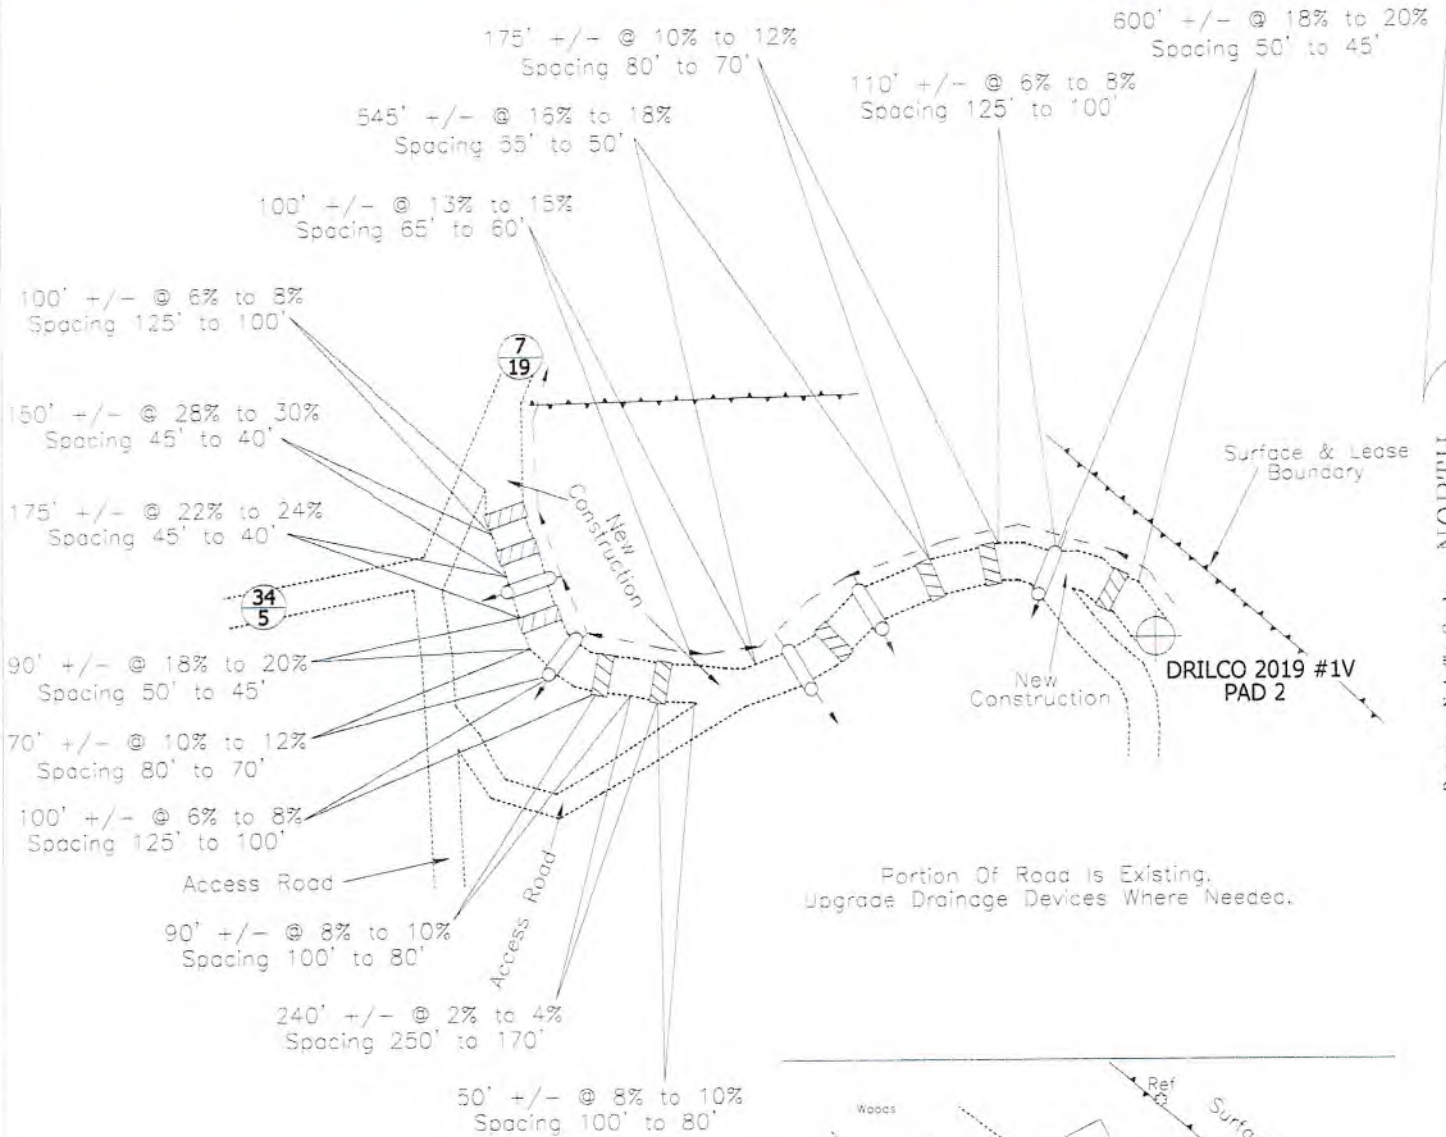 600' +/- @ 18% to 20%
Spacing 50' to 45'
175' +/- @ 10% to 12%
Spacing 80' to 70'
110' +/- @ 6% to 8%
Spacing 125' to 100'
545' +/- @ 16% to 18%
Spacing 55' to 50'
100' +/- @ 13% to 15%
Spacing 65' to 60'
100' +/- @ 6% to 8%
Spacing 125' to 100'
7
19
150' +/- @ 28% to 30%
Spacing 45' to 40'
Surface & Lease
Boundary
175' +/- @ 22% to 24%
Spacing 45' to 40'
New
Construction
34
5
90' +/- @ 18% to 20%
Spacing 50' to 45'
New
Construction
DRILCO 2019 #1V
PAD 2
70' +/- @ 10% to 12%
Spacing 80' to 70'
100' +/- @ 6% to 8%
Spacing 125' to 100'
Access Road
Access Road
Portion Of Road Is Existing.
Upgrade Drainage Devices Where Needed.
90' +/- @ 8% to 10%
Spacing 100' to 80'
240' +/- @ 2% to 4%
Spacing 250' to 170'
50' +/- @ 8% to 10%
Spacing 100' to 80'
Ref
Woods